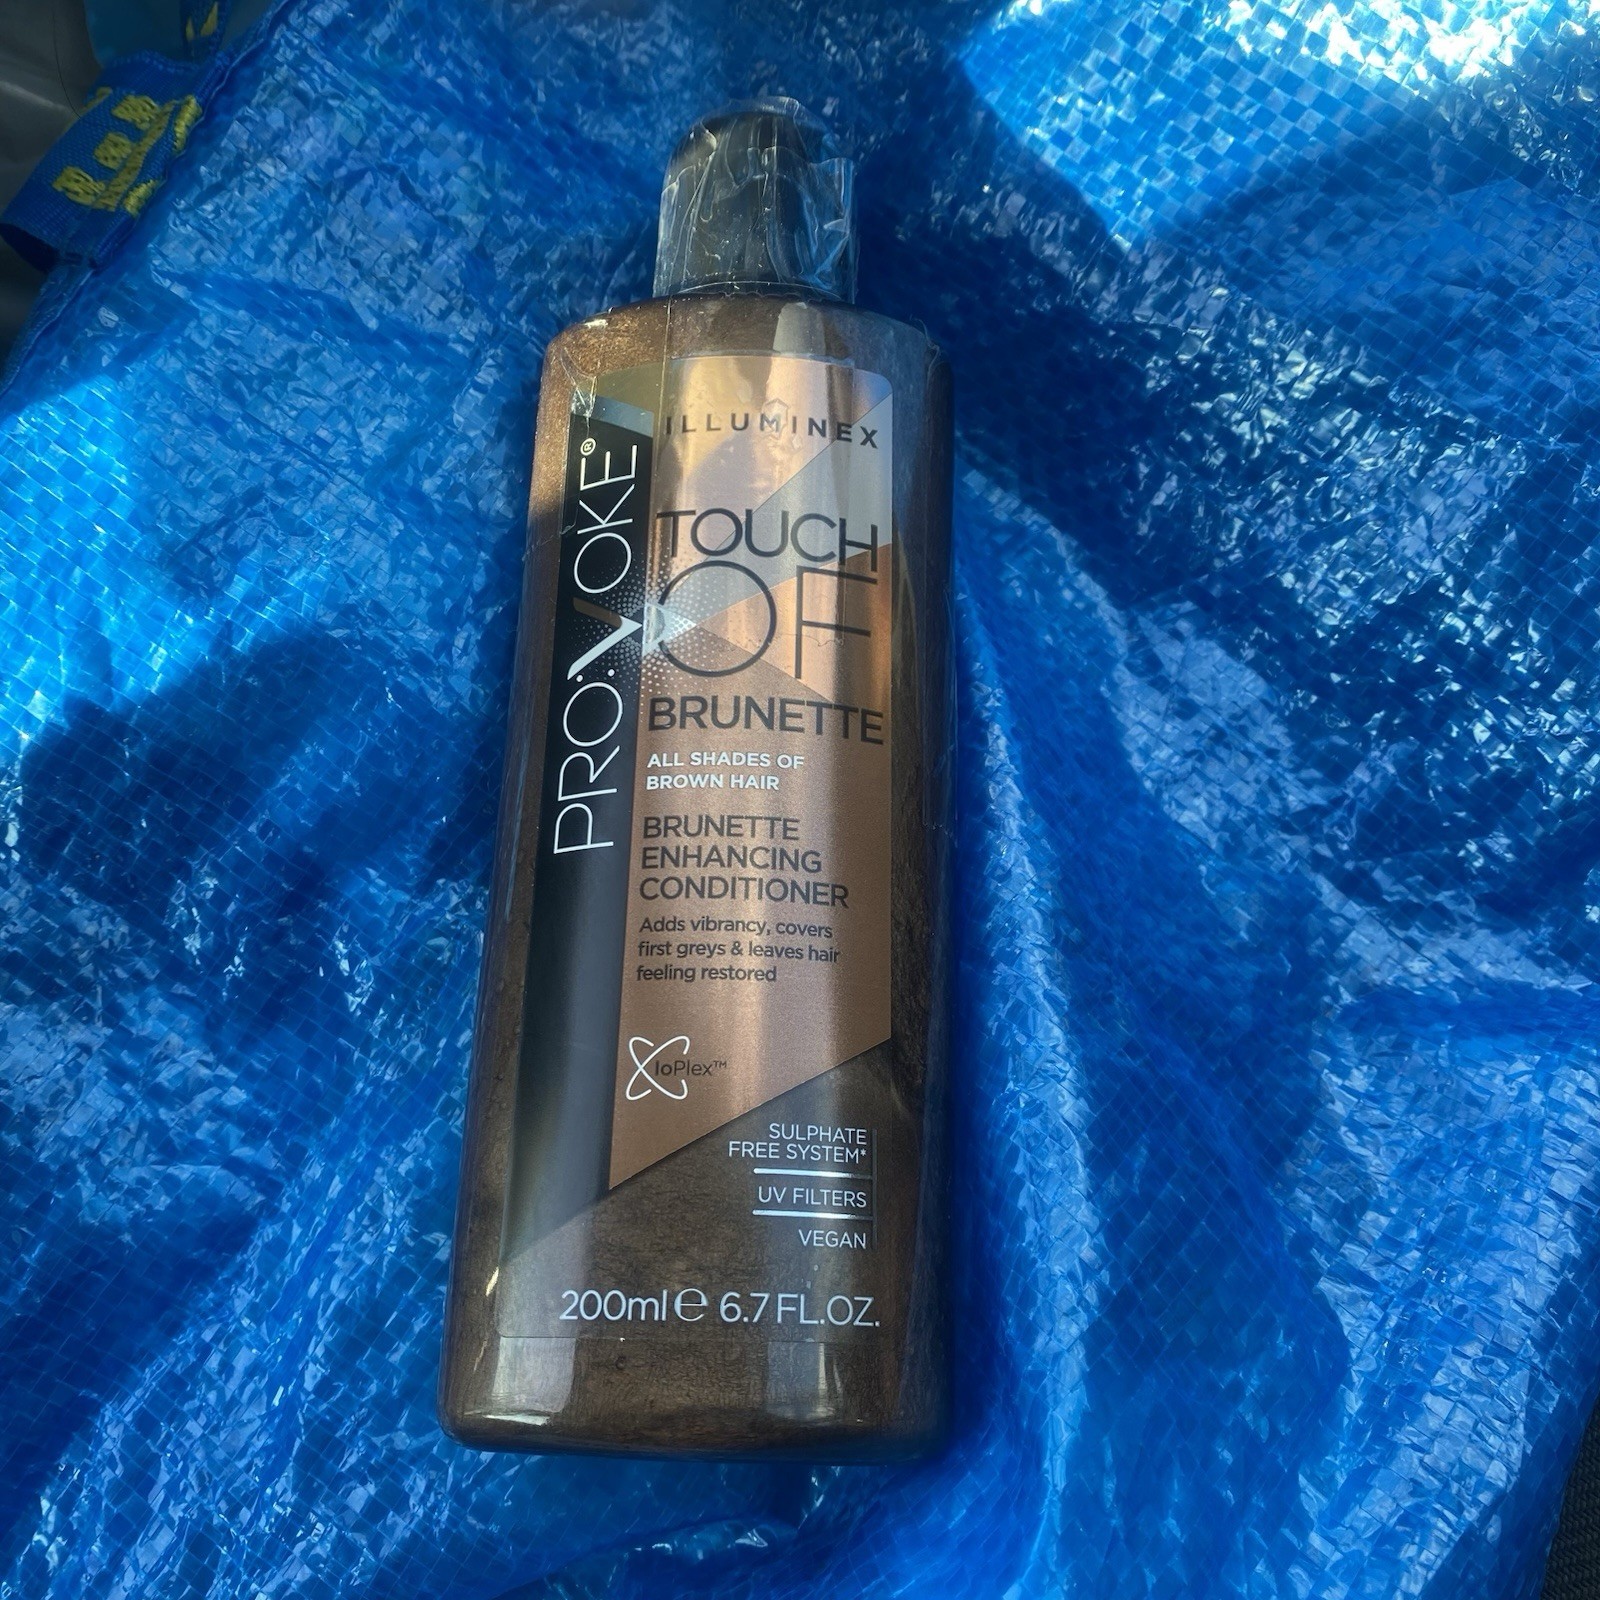 ILLUMINEX
PRO:VOKE®
TOUCH
OF
BRUNETTE
ALL SHADES OF
BROWN HAIR
BRUNETTE
ENHANCING
CONDITIONER
Adds vibrancy, covers
first greys & leaves hair
feeling restored
IoPlex™
SULPHATE
FREE SYSTEM*
UV FILTERS
VEGAN
200ml ℮ 6.7 FL.OZ.